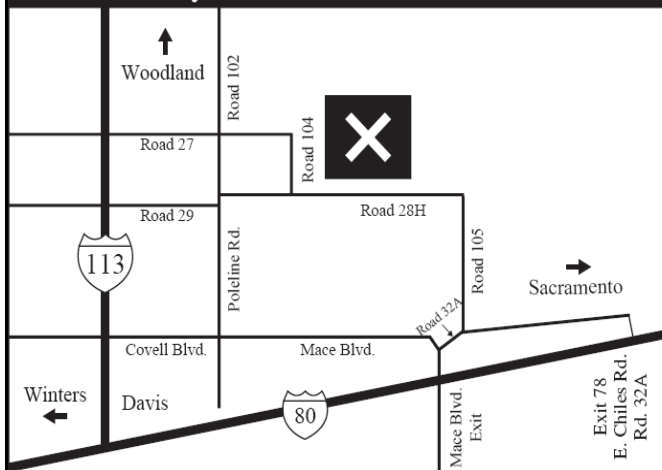 Woodland
Road 102
Road 27
Road 104
Road 29
Road 28H
113
Poleline Rd.
Road 105
Sacramento
Road 32A
Covell Blvd.
Mace Blvd.
Winters
Davis
80
Mace Blvd.
Exit
Exit 78
E. Chiles Rd.
Rd. 32A